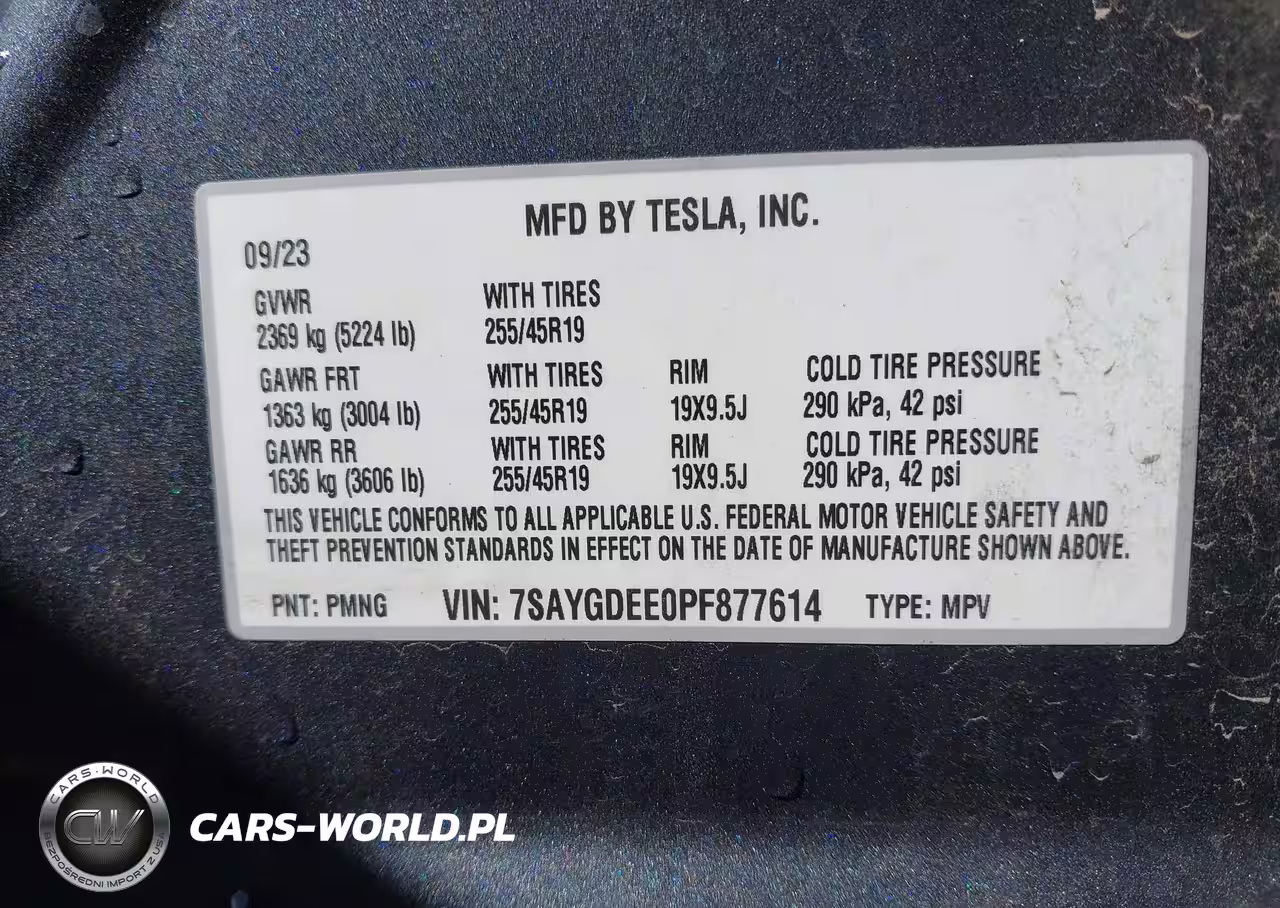 MFD BY TESLA, INC.
09/23
GVWR WITH TIRES
2369 kg (5224 lb) 255/45R19
GAWR FRT WITH TIRES RIM COLD TIRE PRESSURE
1363 kg (3004 lb) 255/45R19 19X9.5J 290 kPa, 42 psi
GAWR RR WITH TIRES RIM COLD TIRE PRESSURE
1636 kg (3606 lb) 255/45R19 19X9.5J 290 kPa, 42 psi
THIS VEHICLE CONFORMS TO ALL APPLICABLE U.S. FEDERAL MOTOR VEHICLE SAFETY AND
THEFT PREVENTION STANDARDS IN EFFECT ON THE DATE OF MANUFACTURE SHOWN ABOVE.
PNT: PMNG VIN: 7SAYGDEE0PF877614 TYPE: MPV
CARS-WORLD
CW
BEZPOŚREDNI IMPORT Z USA
CARS-WORLD.PL